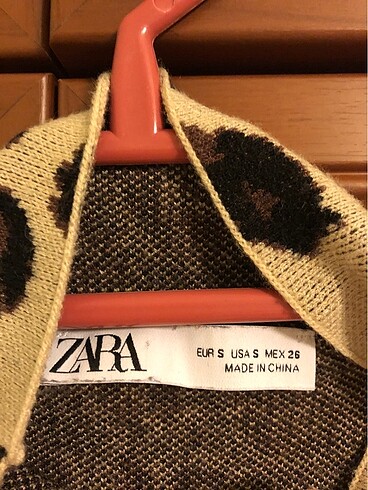 ZARA
EUR S USA S MEX 26
MADE IN CHINA